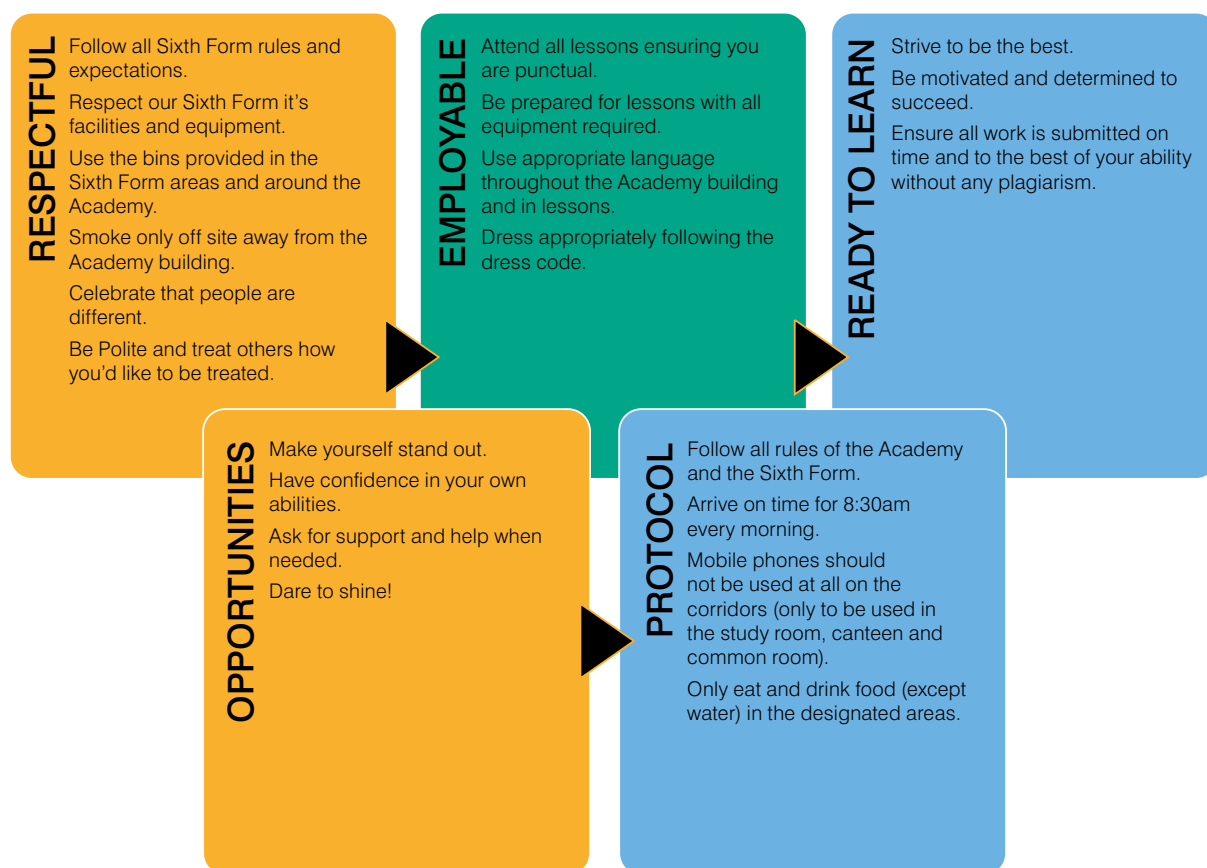 RESPECTFUL
Follow all Sixth Form rules and
expectations.
Respect our Sixth Form it's
facilities and equipment.
Use the bins provided in the
Sixth Form areas and around the
Academy.
Smoke only off site away from the
Academy building.
Celebrate that people are
different.
Be Polite and treat others how
you'd like to be treated.
EMPLOYABLE
Attend all lessons ensuring you
are punctual.
Be prepared for lessons with all
equipment required.
Use appropriate language
throughout the Academy building
and in lessons.
Dress appropriately following the
dress code.
READY TO LEARN
Strive to be the best.
Be motivated and determined to
succeed.
Ensure all work is submitted on
time and to the best of your ability
without any plagiarism.
OPPORTUNITIES
Make yourself stand out.
Have confidence in your own
abilities.
Ask for support and help when
needed.
Dare to shine!
PROTOCOL
Follow all rules of the Academy
and the Sixth Form.
Arrive on time for 8:30am
every morning.
Mobile phones should
not be used at all on the
corridors (only to be used in
the study room, canteen and
common room).
Only eat and drink food (except
water) in the designated areas.